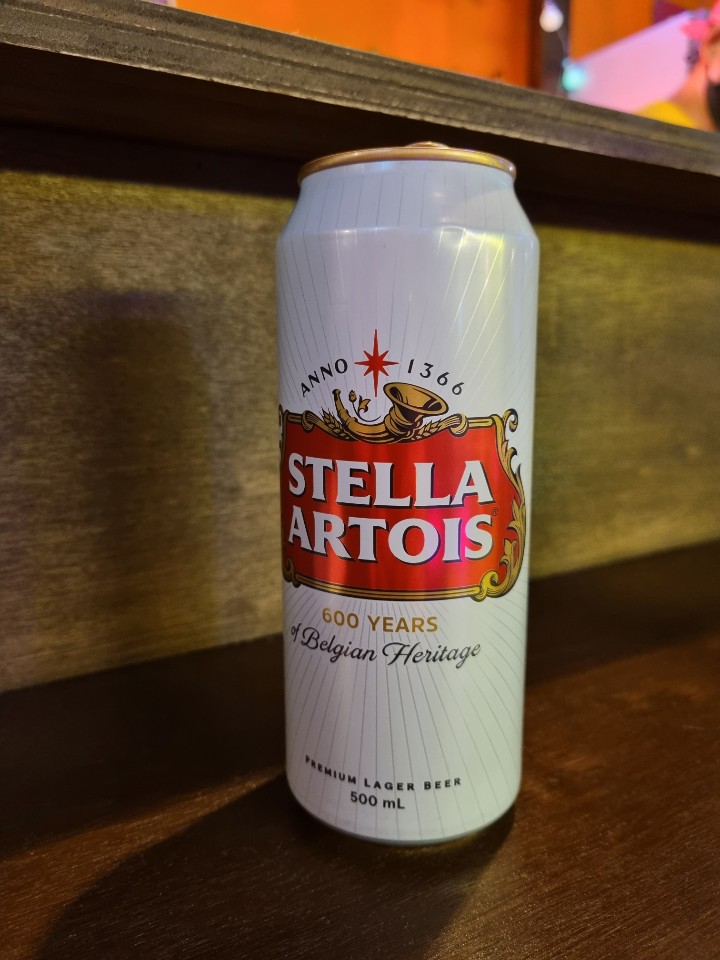 ANNO 1366
STELLA
ARTOIS®
600 YEARS
of Belgian Heritage
PREMIUM LAGER BEER
500 mL